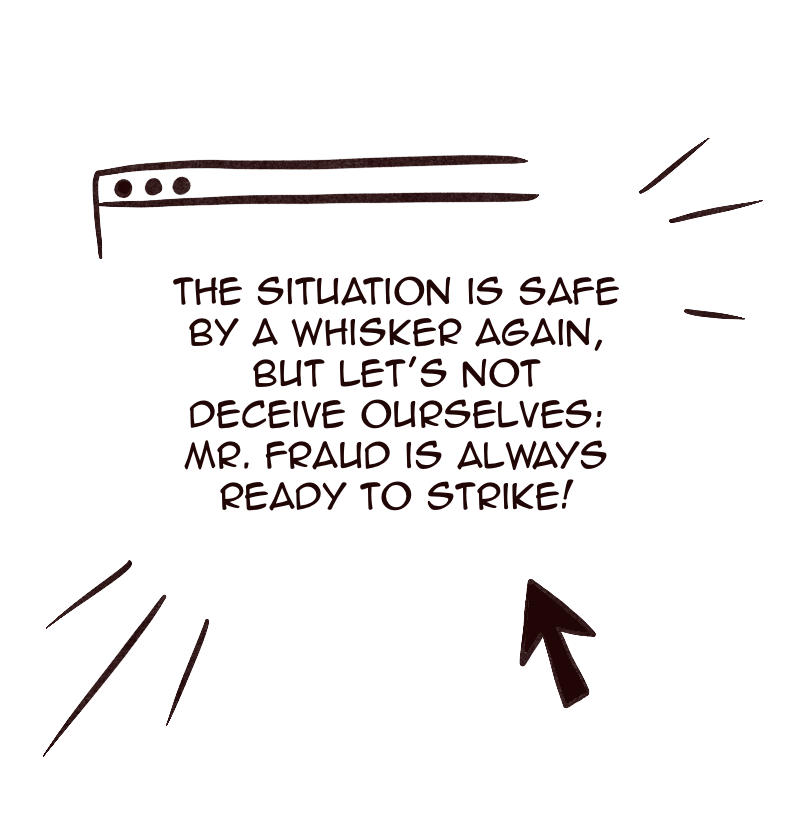 THE SITUATION IS SAFE
BY A WHISKER AGAIN,
BUT LET'S NOT
DECEIVE OURSELVES:
MR. FRAUD IS ALWAYS
READY TO STRIKE!